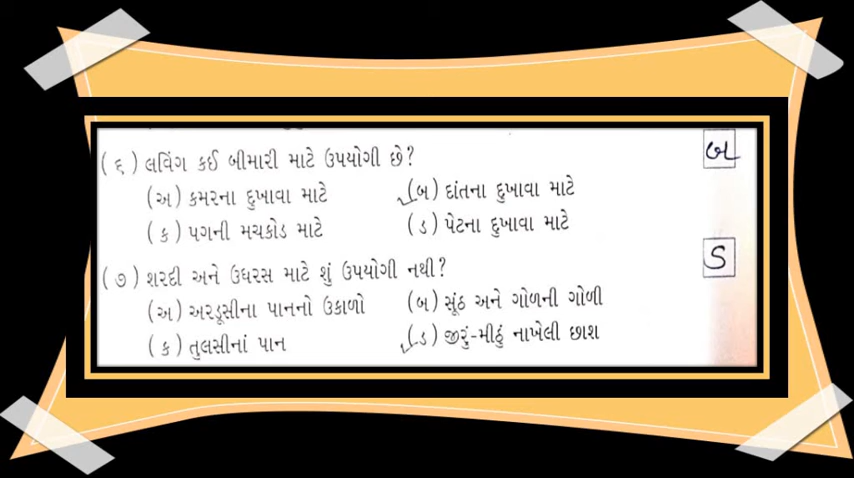 (૬) લવિંગ કઈ બીમારી માટે ઉપયોગી છે? બ
(અ) કમરના દુખાવા માટે (બ) દાંતના દુખાવા માટે
(ક) પગની મચકોડ માટે (ડ) પેટના દુખાવા માટે
(૭) શરદી અને ઉધરસ માટે શું ઉપયોગી નથી? ડ
(અ) અરડૂસીના પાનનો ઉકાળો (બ) સૂંઠ અને ગોળની ગોળી
(ક) તુલસીનાં પાન (ડ) જીરું-મીઠું નાખેલી છાશ